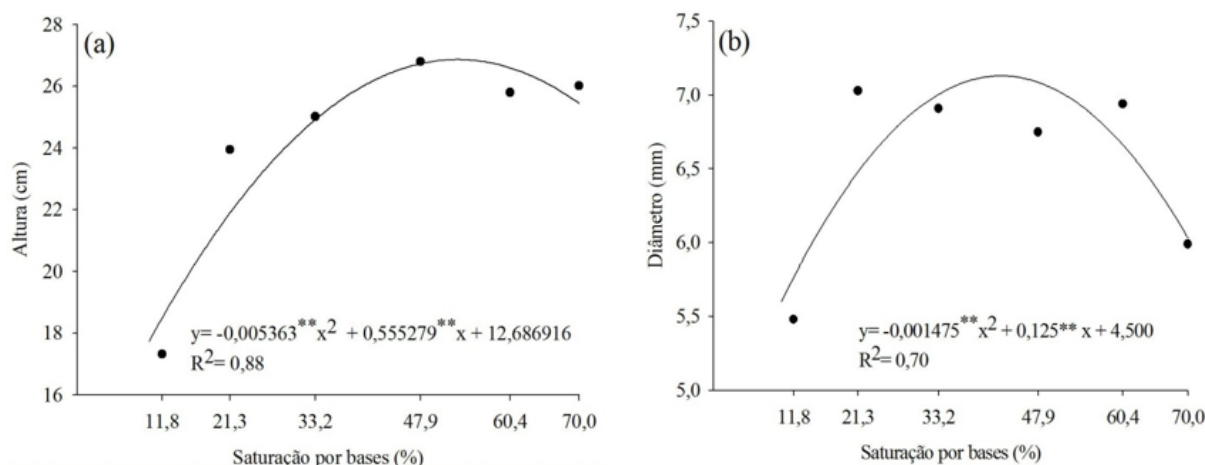 (a)
Altura (cm)
28
26
24
22
20
18
16
y= -0,005363**x2 + 0,555279**x + 12,686916
R2= 0,88
11,8 21,3 33,2 47,9 60,4 70,0
Saturação por bases (%)
(b)
Diâmetro (mm)
7,5
7,0
6,5
6,0
5,5
5,0
y= -0,001475**x2 + 0,125** x + 4,500
R2= 0,70
11,8 21,3 33,2 47,9 60,4 70,0
Saturação por bases (%)